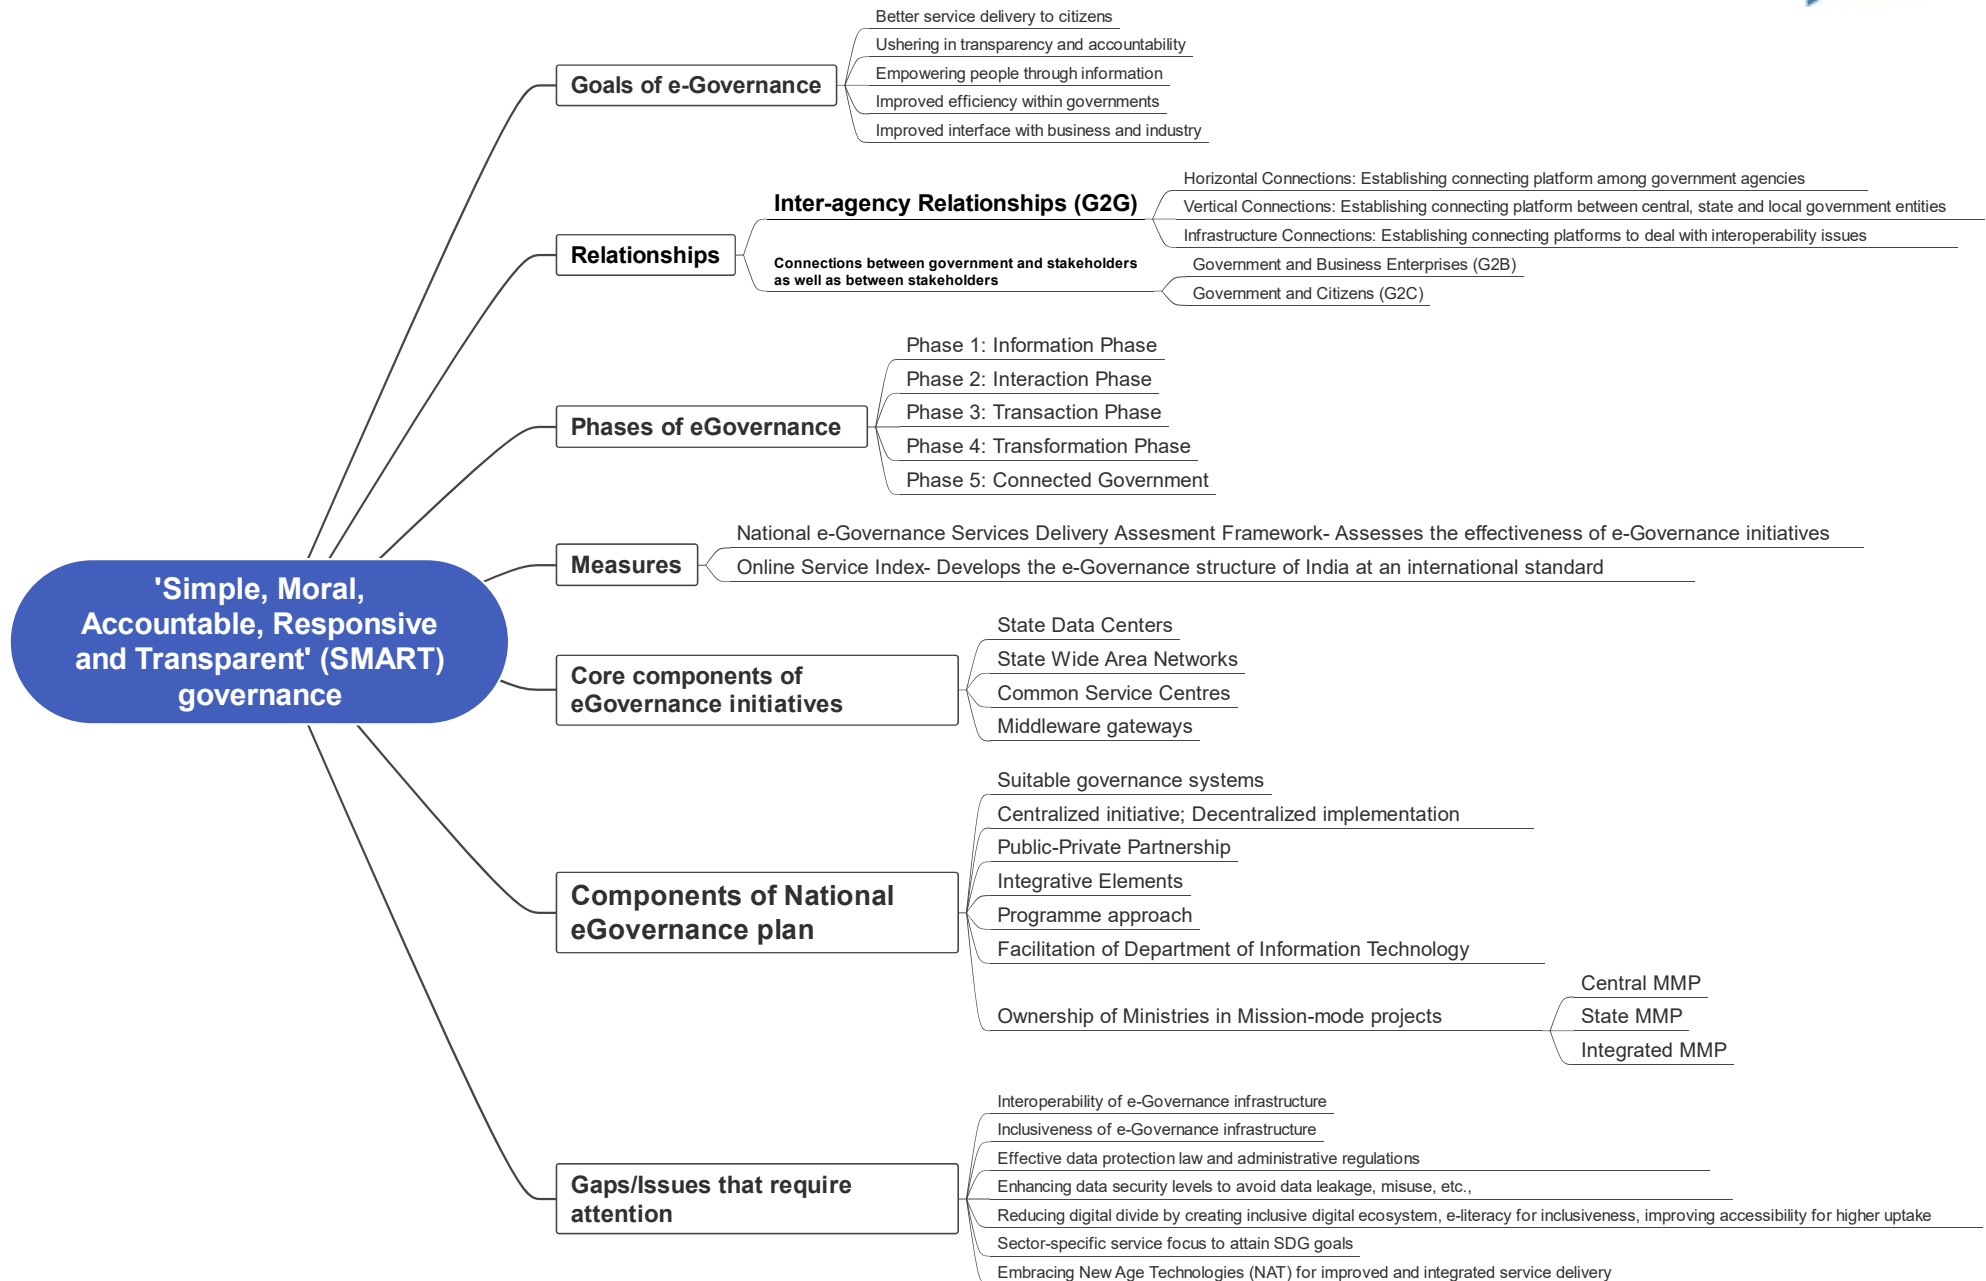 Better service delivery to citizens
Ushering in transparency and accountability
Goals of e-Governance
Empowering people through information
Improved efficiency within governments
Improved interface with business and industry
Horizontal Connections: Establishing connecting platform among government agencies
Inter-agency Relationships (G2G)
Vertical Connections: Establishing connecting platform between central, state and local government entities
Infrastructure Connections: Establishing connecting platforms to deal with interoperability issues
Relationships
Connections between government and stakeholders
as well as between stakeholders
Government and Business Enterprises (G2B)
Government and Citizens (G2C)
Phase 1: Information Phase
Phase 2: Interaction Phase
Phases of eGovernance
Phase 3: Transaction Phase
Phase 4: Transformation Phase
Phase 5: Connected Government
Measures
National e-Governance Services Delivery Assesment Framework- Assesses the effectiveness of e-Governance initiatives
Online Service Index- Develops the e-Governance structure of India at an international standard
'Simple, Moral,
Accountable, Responsive
and Transparent' (SMART)
governance
Core components of
eGovernance initiatives
State Data Centers
State Wide Area Networks
Common Service Centres
Middleware gateways
Components of National
eGovernance plan
Suitable governance systems
Centralized initiative; Decentralized implementation
Public-Private Partnership
Integrative Elements
Programme approach
Facilitation of Department of Information Technology
Ownership of Ministries in Mission-mode projects
Central MMP
State MMP
Integrated MMP
Gaps/Issues that require
attention
Interoperability of e-Governance infrastructure
Inclusiveness of e-Governance infrastructure
Effective data protection law and administrative regulations
Enhancing data security levels to avoid data leakage, misuse, etc.,
Reducing digital divide by creating inclusive digital ecosystem, e-literacy for inclusiveness, improving accessibility for higher uptake
Sector-specific service focus to attain SDG goals
Embracing New Age Technologies (NAT) for improved and integrated service delivery